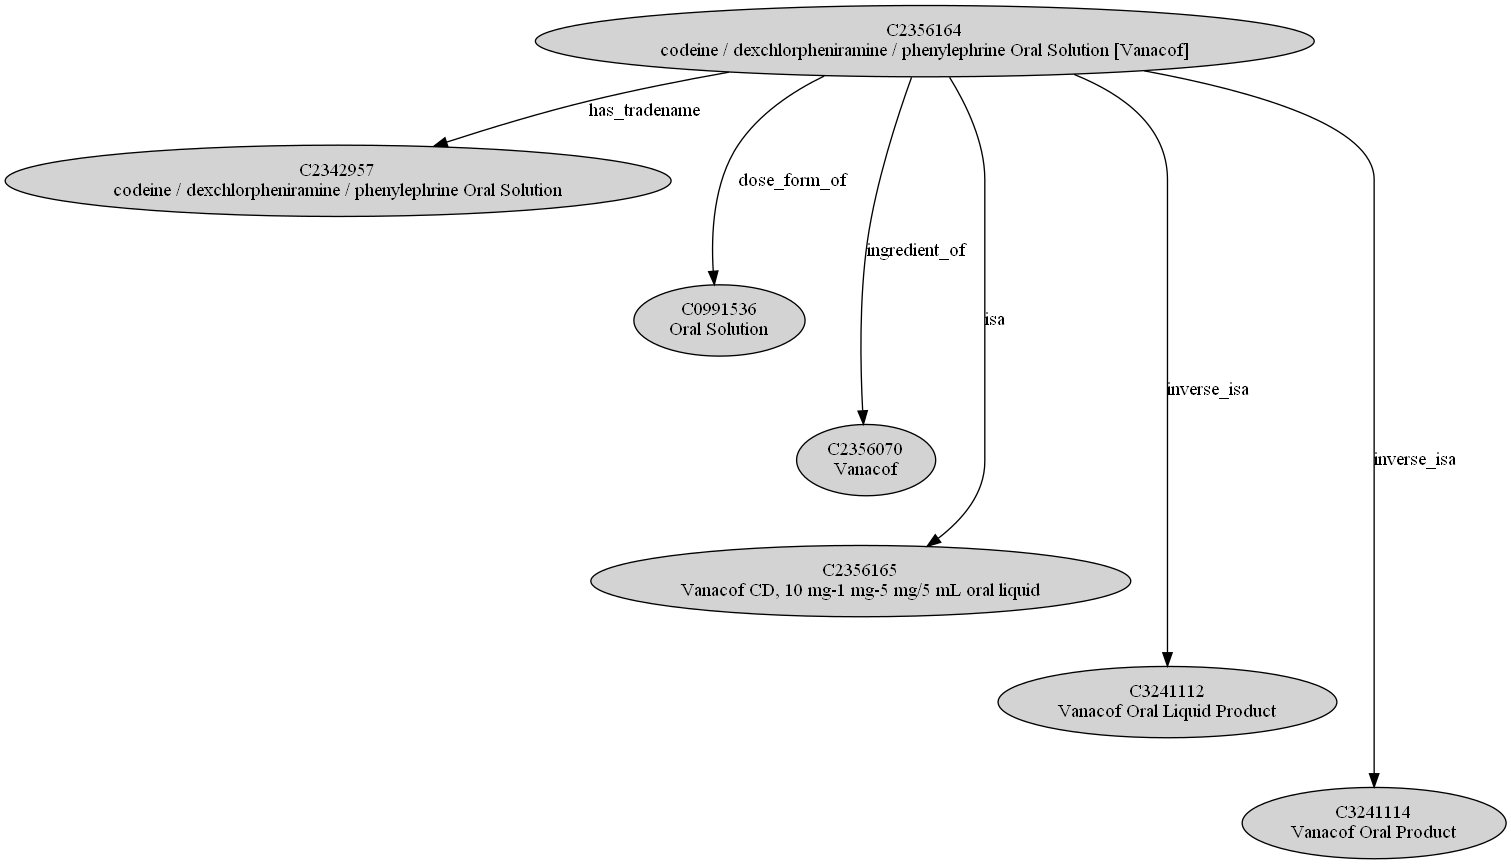 C2356164
codeine / dexchlorpheniramine / phenylephrine Oral Solution [Vanacof]
has_tradename
C2342957
codeine / dexchlorpheniramine / phenylephrine Oral Solution
dose_form_of
ingredient_of
C0991536
Oral Solution
isa
inverse_isa
C2356070
Vanacof
inverse_isa
C2356165
Vanacof CD, 10 mg-1 mg-5 mg/5 mL oral liquid
C3241112
Vanacof Oral Liquid Product
C3241114
Vanacof Oral Product